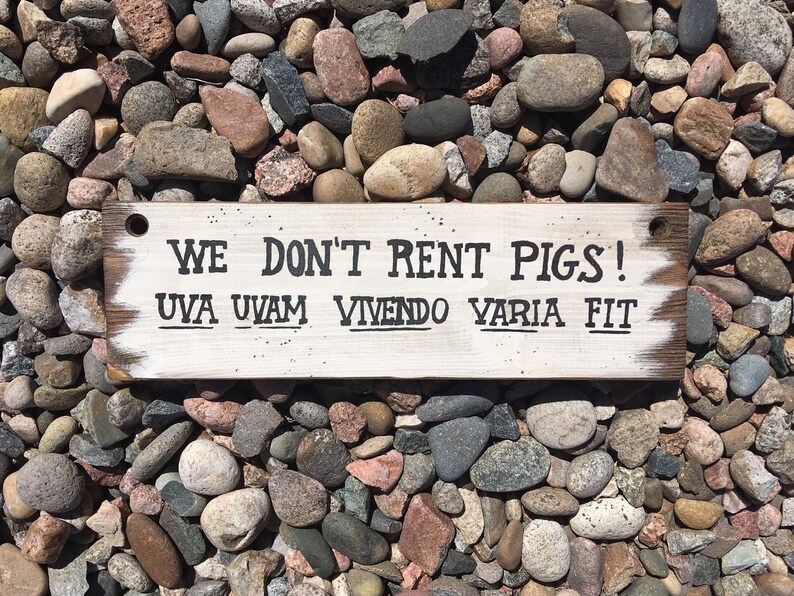 WE DON'T RENT PIGS!
UVA UVAM VIVENDO VARIA FIT